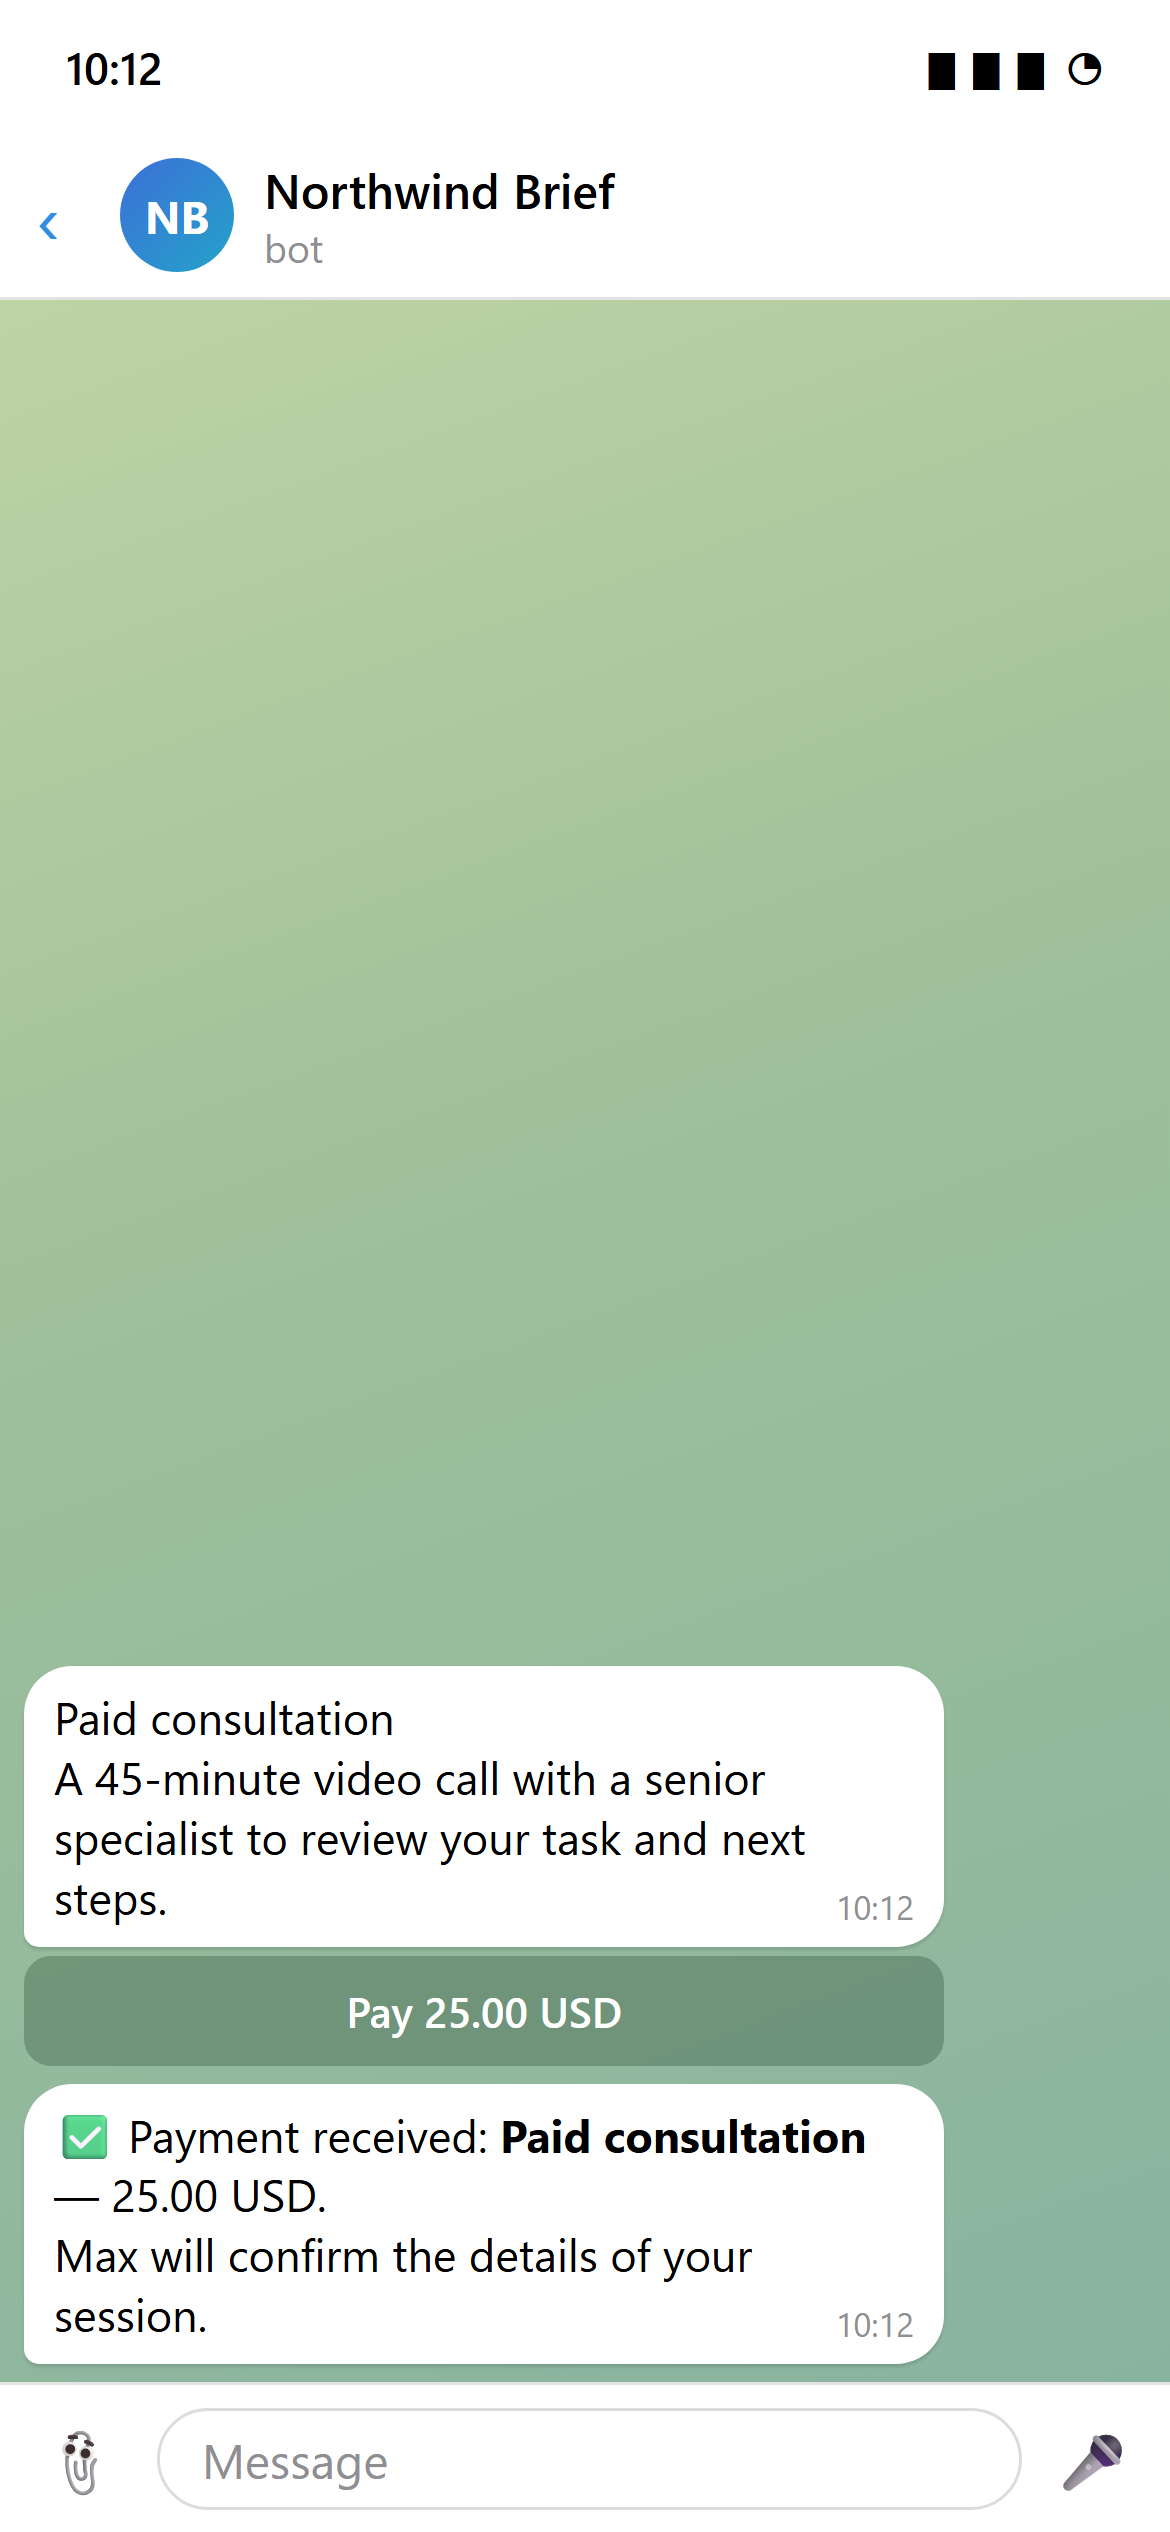 10:12
NB
Northwind Brief
bot
Paid consultation
A 45-minute video call with a senior
specialist to review your task and next
steps.
10:12
Pay 25.00 USD
✅ Payment received: Paid consultation
— 25.00 USD.
Max will confirm the details of your
session.
10:12
Message